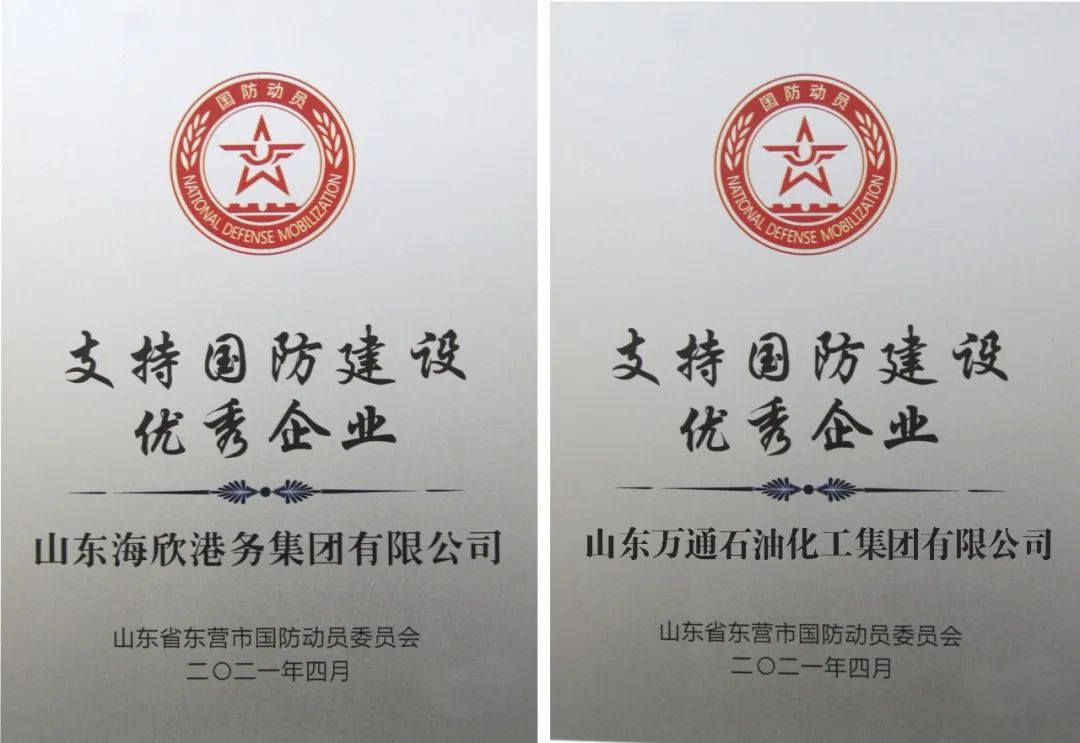 国防动员
NATIONAL DEFENSE MOBILIZATION
支持国防建设
优秀企业
山东海欣港务集团有限公司
山东省东营市国防动员委员会
二〇二一年四月
国防动员
NATIONAL DEFENSE MOBILIZATION
支持国防建设
优秀企业
山东万通石油化工集团有限公司
山东省东营市国防动员委员会
二〇二一年四月